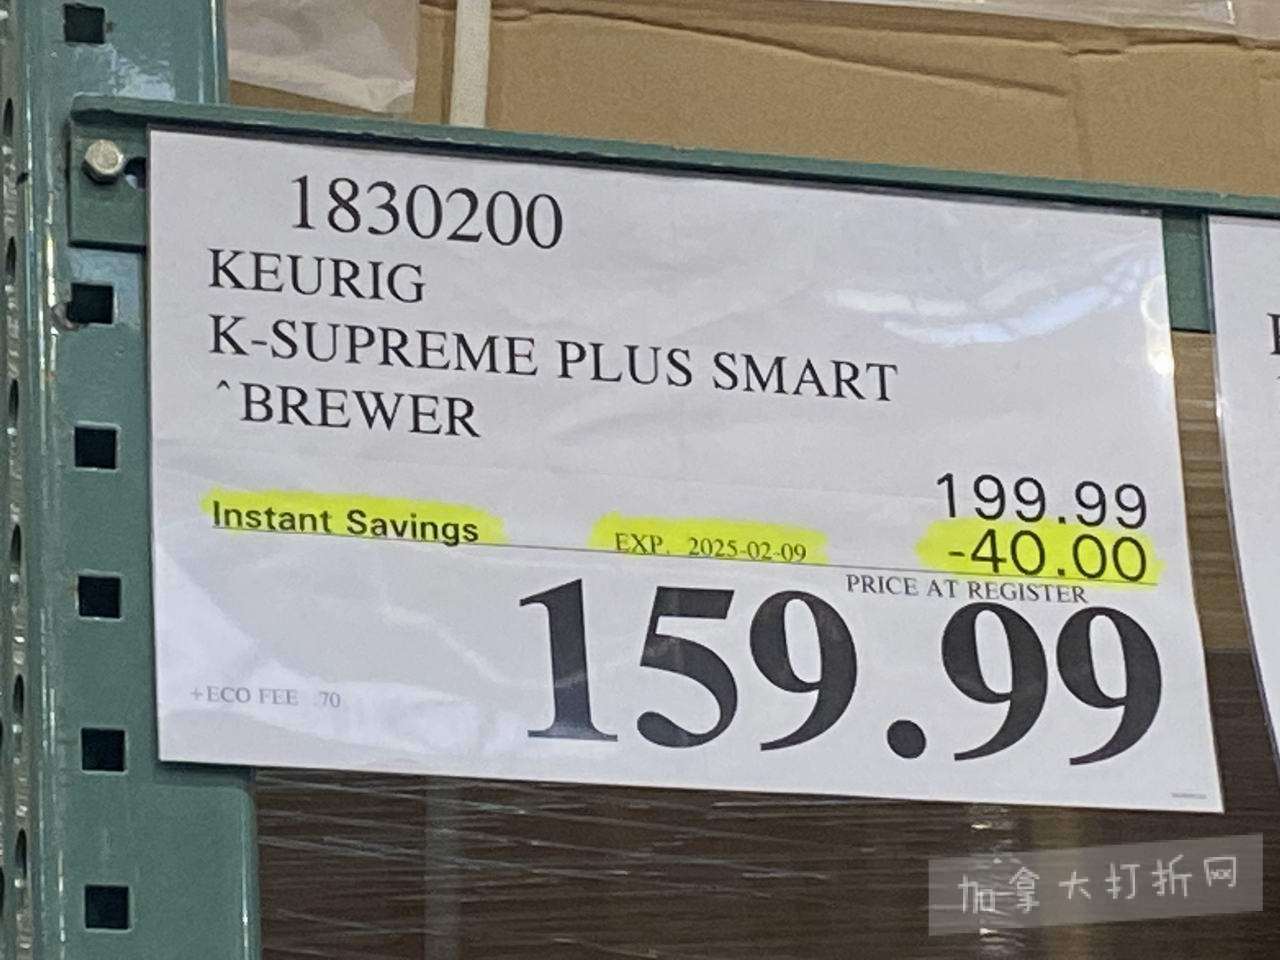 1830200
KEURIG
K-SUPREME PLUS SMART
^BREWER
199.99
Instant Savings EXP. 2025-02-09 -40.00
PRICE AT REGISTER
159.99
+ECO FEE .70
加拿大打折网